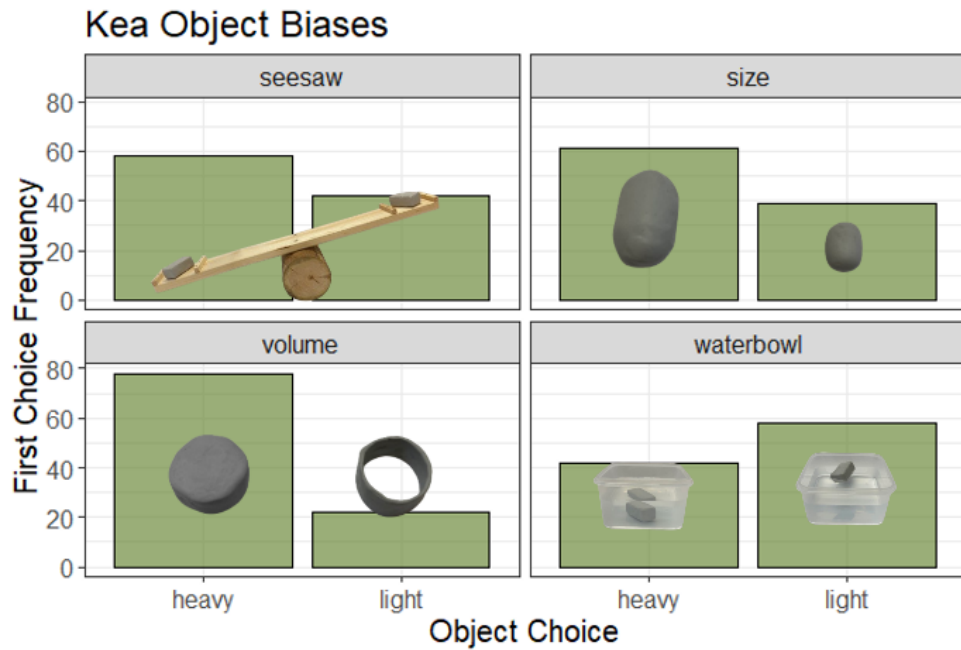 Kea Object Biases
seesaw
size
80
60
40
20
0
volume
waterbowl
80
60
40
20
0
First Choice Frequency
heavy
light
heavy
light
Object Choice